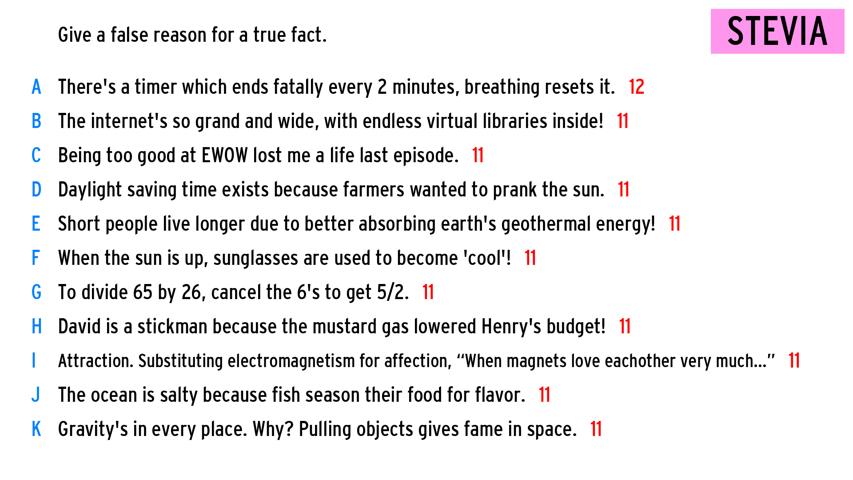 Give a false reason for a true fact.
STEVIA
A There's a timer which ends fatally every 2 minutes, breathing resets it. 12
B The internet's so grand and wide, with endless virtual libraries inside! 11
C Being too good at EWOW lost me a life last episode. 11
D Daylight saving time exists because farmers wanted to prank the sun. 11
E Short people live longer due to better absorbing earth's geothermal energy! 11
F When the sun is up, sunglasses are used to become 'cool'! 11
G To divide 65 by 26, cancel the 6's to get 5/2. 11
H David is a stickman because the mustard gas lowered Henry's budget! 11
I Attraction. Substituting electromagnetism for affection, “When magnets love eachother very much...” 11
J The ocean is salty because fish season their food for flavor. 11
K Gravity's in every place. Why? Pulling objects gives fame in space. 11